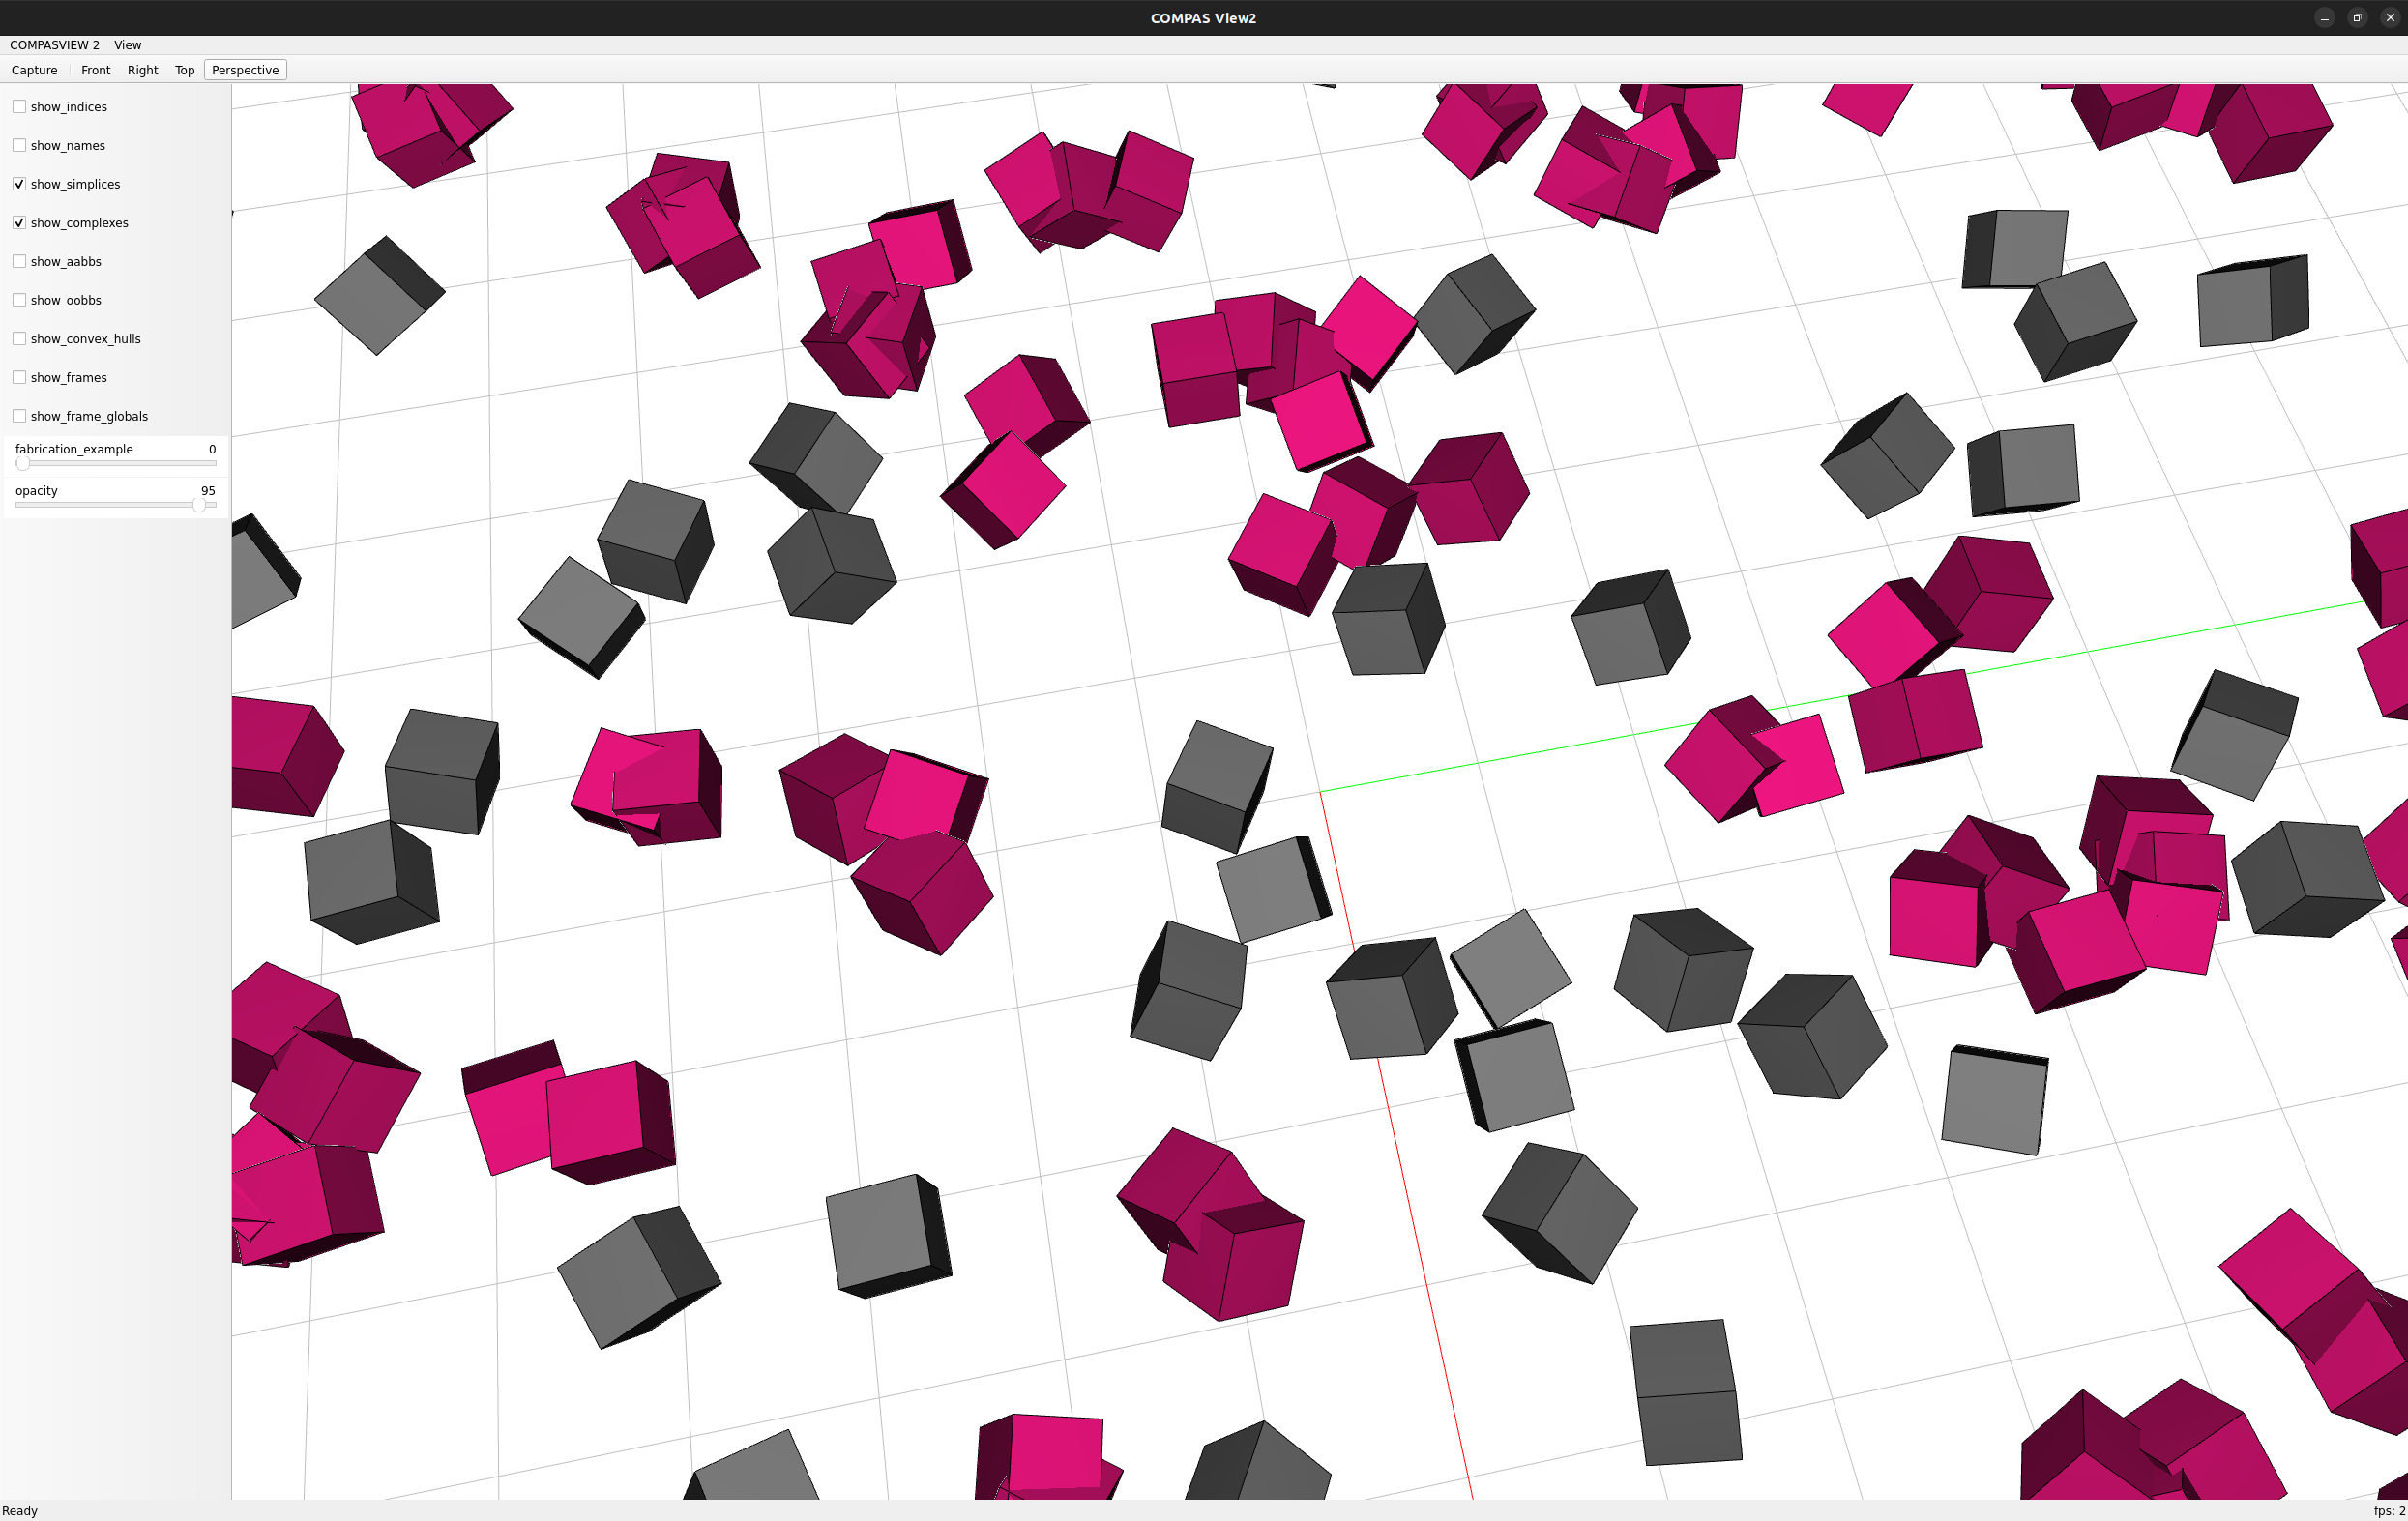 COMPAS View2
COMPASVIEW 2 View
Capture Front Right Top Perspective
show_indices
show_names
show_simplices
show_complexes
show_aabbs
show_oobbs
show_convex_hulls
show_frames
show_frame_globals
fabrication_example 0
opacity 95
Ready fps: 2